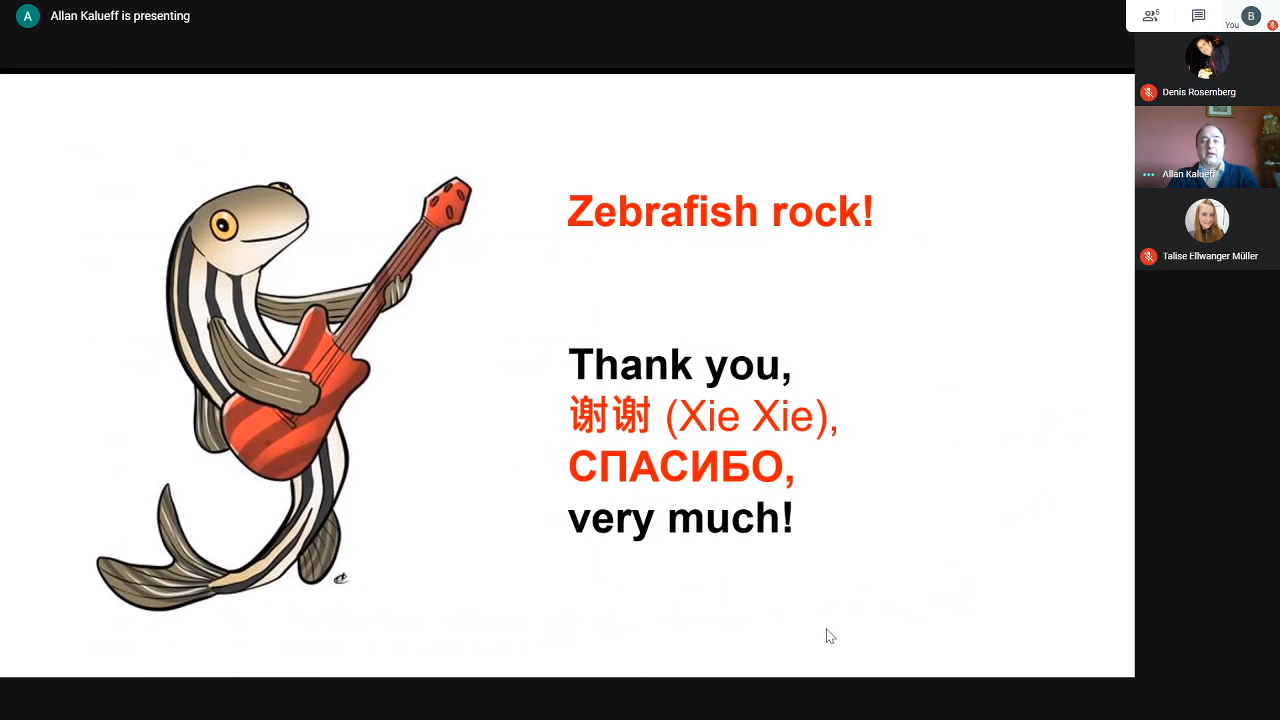 A
Allan Kalueff is presenting
5
You
B
Denis Rosemberg
Allan Kalueff
Talise Ellwanger Müller
Zebrafish rock!
Thank you,
谢谢 (Xie Xie),
СПАСИБО,
very much!